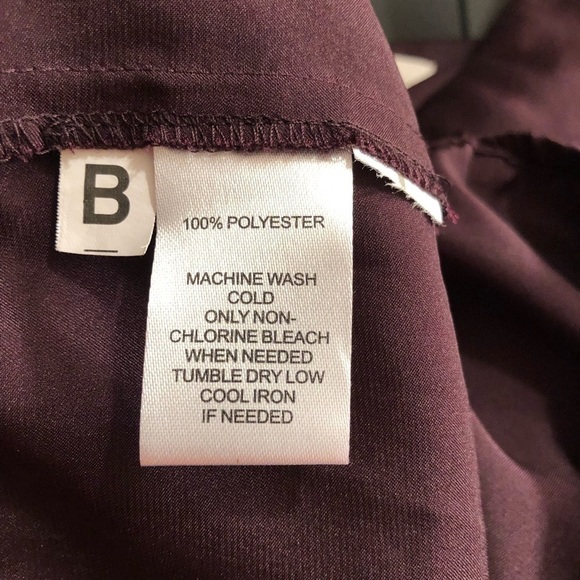 B
100% POLYESTER
MACHINE WASH
COLD
ONLY NON-
CHLORINE BLEACH
WHEN NEEDED
TUMBLE DRY LOW
COOL IRON
IF NEEDED